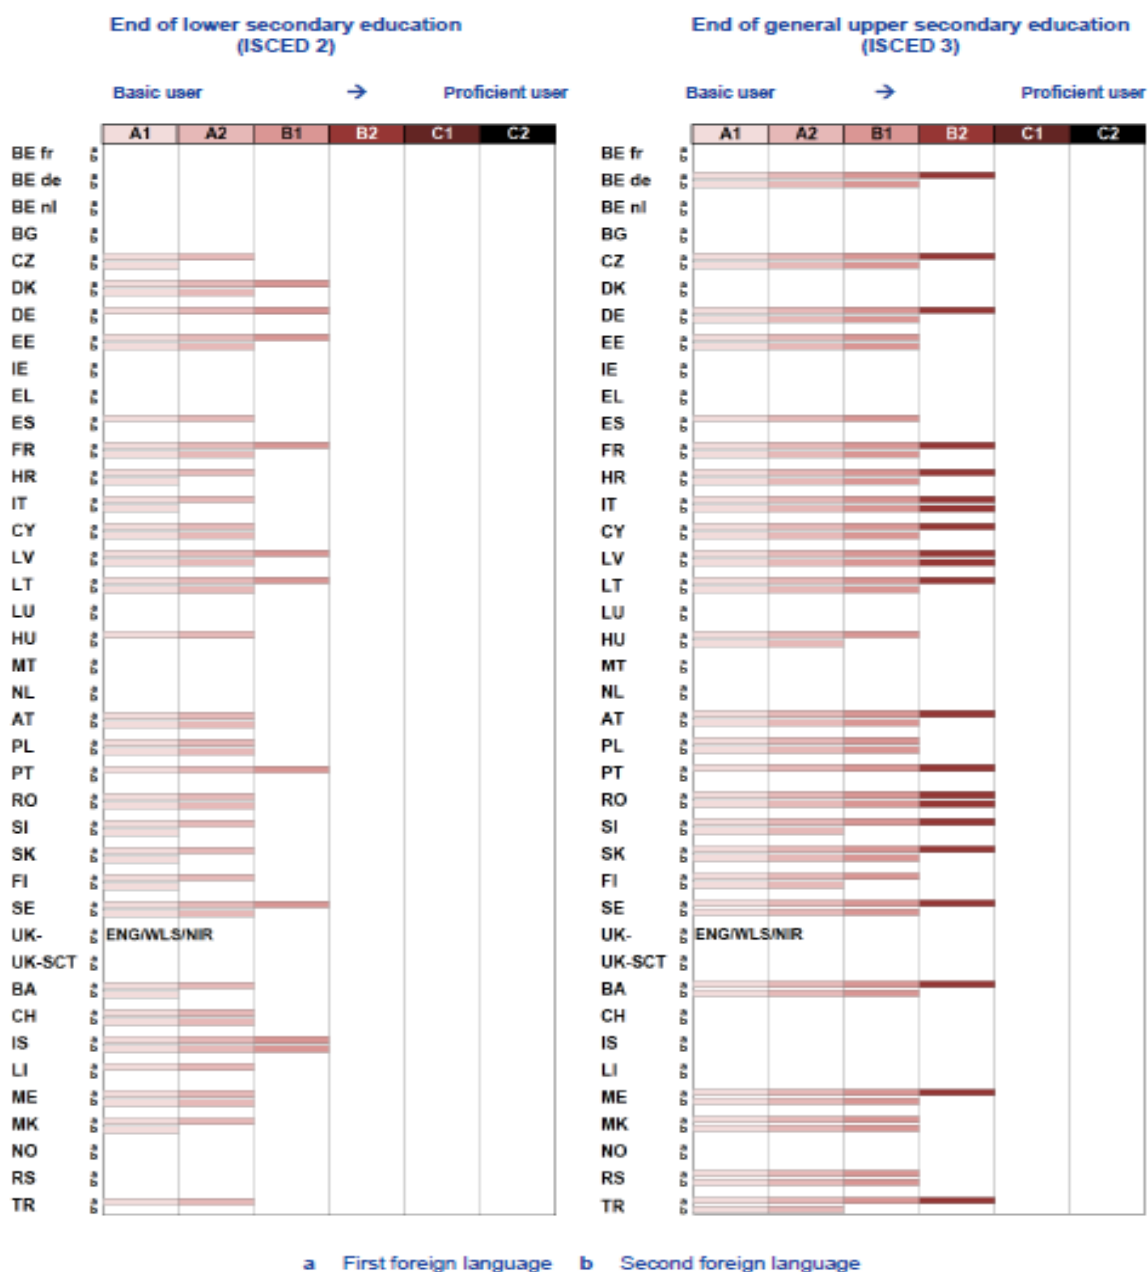 End of lower secondary education
(ISCED 2)
End of general upper secondary education
(ISCED 3)
Basic user → Proficient user
Basic user → Proficient user
A1 A2 B1 B2 C1 C2
A1 A2 B1 B2 C1 C2
BE fr a b BE fr a b
BE de a b BE de a b
BE nl a b BE nl a b
BG a b BG a b
CZ a b CZ a b
DK a b DK a b
DE a b DE a b
EE a b EE a b
IE a b IE a b
EL a b EL a b
ES a b ES a b
FR a b FR a b
HR a b HR a b
IT a b IT a b
CY a b CY a b
LV a b LV a b
LT a b LT a b
LU a b LU a b
HU a b HU a b
MT a b MT a b
NL a b NL a b
AT a b AT a b
PL a b PL a b
PT a b PT a b
RO a b RO a b
SI a b SI a b
SK a b SK a b
FI a b FI a b
SE a b SE a b
UK- a b ENG/WLS/NIR UK- a b ENG/WLS/NIR
UK-SCT a b UK-SCT a b
BA a b BA a b
CH a b CH a b
IS a b IS a b
LI a b LI a b
ME a b ME a b
MK a b MK a b
NO a b NO a b
RS a b RS a b
TR a b TR a b
a First foreign language b Second foreign language